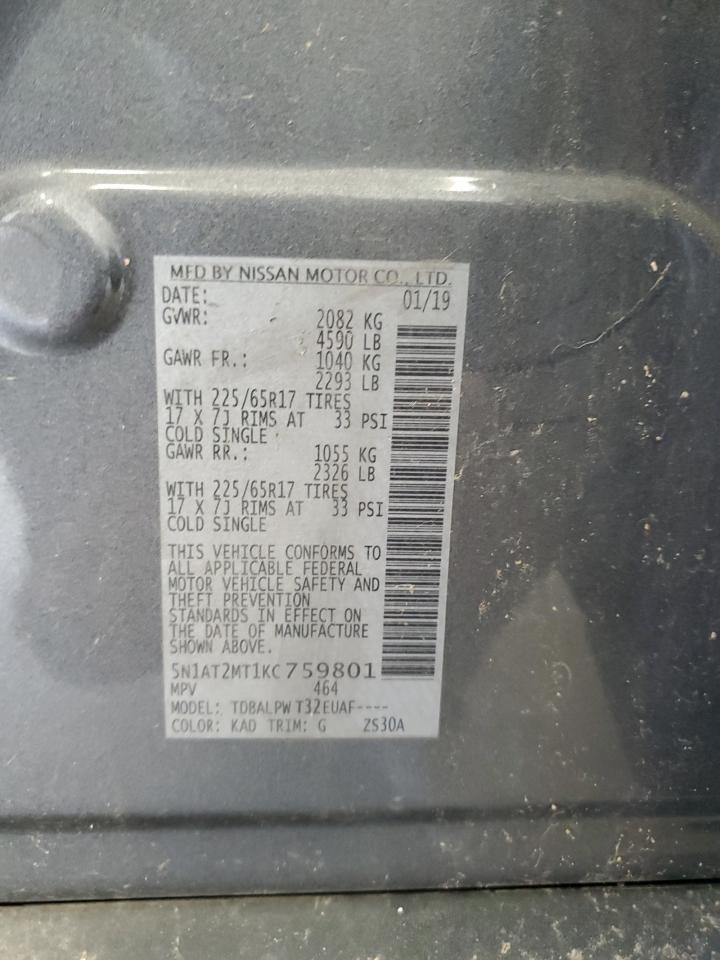 MFD BY NISSAN MOTOR CO., LTD.
DATE: 01/19
GVWR: 2082 KG
4590 LB
GAWR FR.: 1040 KG
2293 LB
WITH 225/65R17 TIRES
17 X 7J RIMS AT 33 PSI
COLD SINGLE
GAWR RR.: 1055 KG
2326 LB
WITH 225/65R17 TIRES
17 X 7J RIMS AT 33 PSI
COLD SINGLE
THIS VEHICLE CONFORMS TO
ALL APPLICABLE FEDERAL
MOTOR VEHICLE SAFETY AND
THEFT PREVENTION
STANDARDS IN EFFECT ON
THE DATE OF MANUFACTURE
SHOWN ABOVE.
5N1AT2MT1KC759801
MPV 464
MODEL: TDBALPW T32EUAF----
COLOR: KAD TRIM: G ZS30A